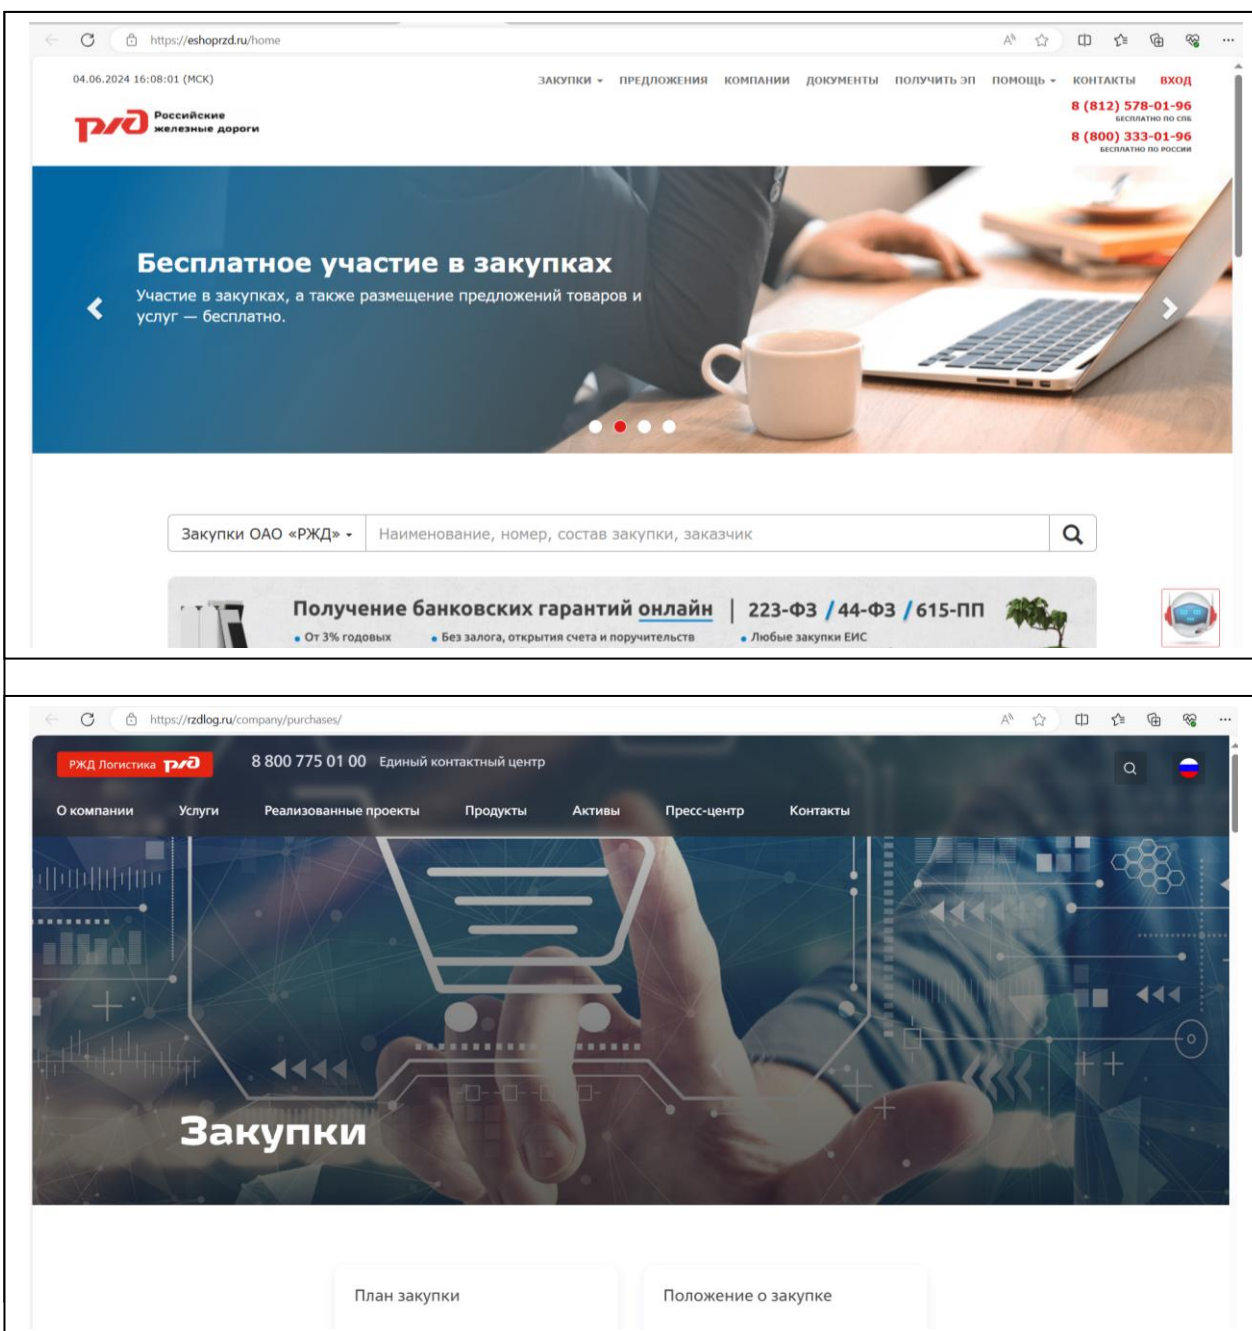 https://eshoprzd.ru/home
04.06.2024 16:08:01 (МСК)
ЗАКУПКИ ПРЕДЛОЖЕНИЯ КОМПАНИИ ДОКУМЕНТЫ ПОЛУЧИТЬ ЭП ПОМОЩЬ КОНТАКТЫ ВХОД
8 (812) 578-01-96
БЕСПЛАТНО ПО СПБ
8 (800) 333-01-96
БЕСПЛАТНО ПО РОССИИ
ржд Российские
железные дороги
Бесплатное участие в закупках
Участие в закупках, а также размещение предложений товаров и
услуг — бесплатно.
Закупки ОАО «РЖД» Наименование, номер, состав закупки, заказчик
Получение банковских гарантий онлайн | 223-ФЗ / 44-ФЗ / 615-ПП
• От 3% годовых • Без залога, открытия счета и поручительств • Любые закупки ЕИС
https://rzdlog.ru/company/purchases/
РЖД Логистика ржд 8 800 775 01 00 Единый контактный центр
О компании Услуги Реализованные проекты Продукты Активы Пресс-центр Контакты
Закупки
План закупки Положение о закупке